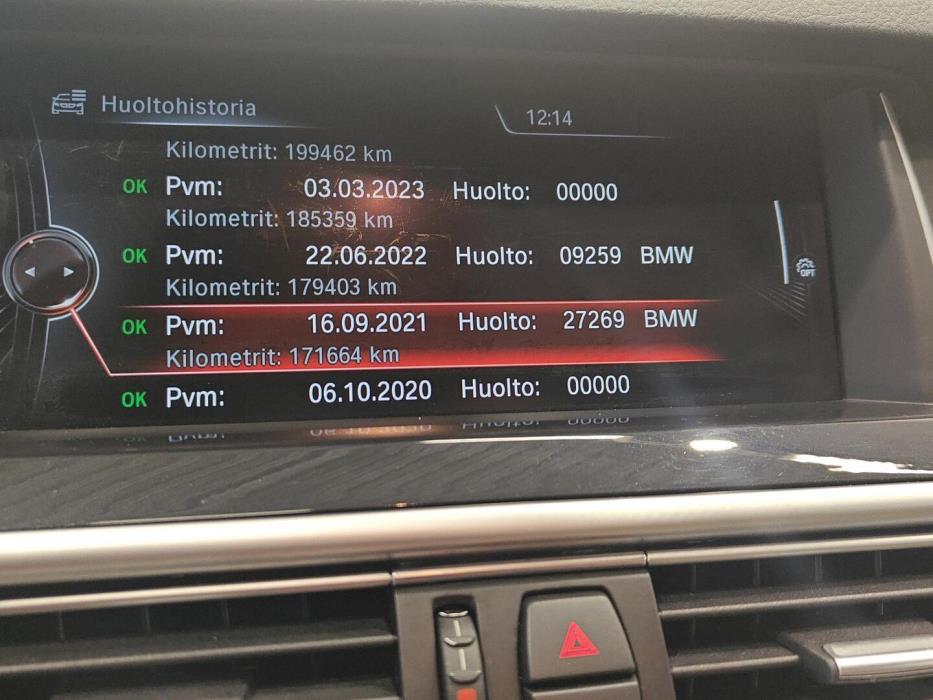 Huoltohistoria 12:14
Kilometrit: 199462 km
OK Pvm: 03.03.2023 Huolto: 00000
Kilometrit: 185359 km
OK Pvm: 22.06.2022 Huolto: 09259 BMW
Kilometrit: 179403 km
OK Pvm: 16.09.2021 Huolto: 27269 BMW
Kilometrit: 171664 km
OK Pvm: 06.10.2020 Huolto: 00000
OPT